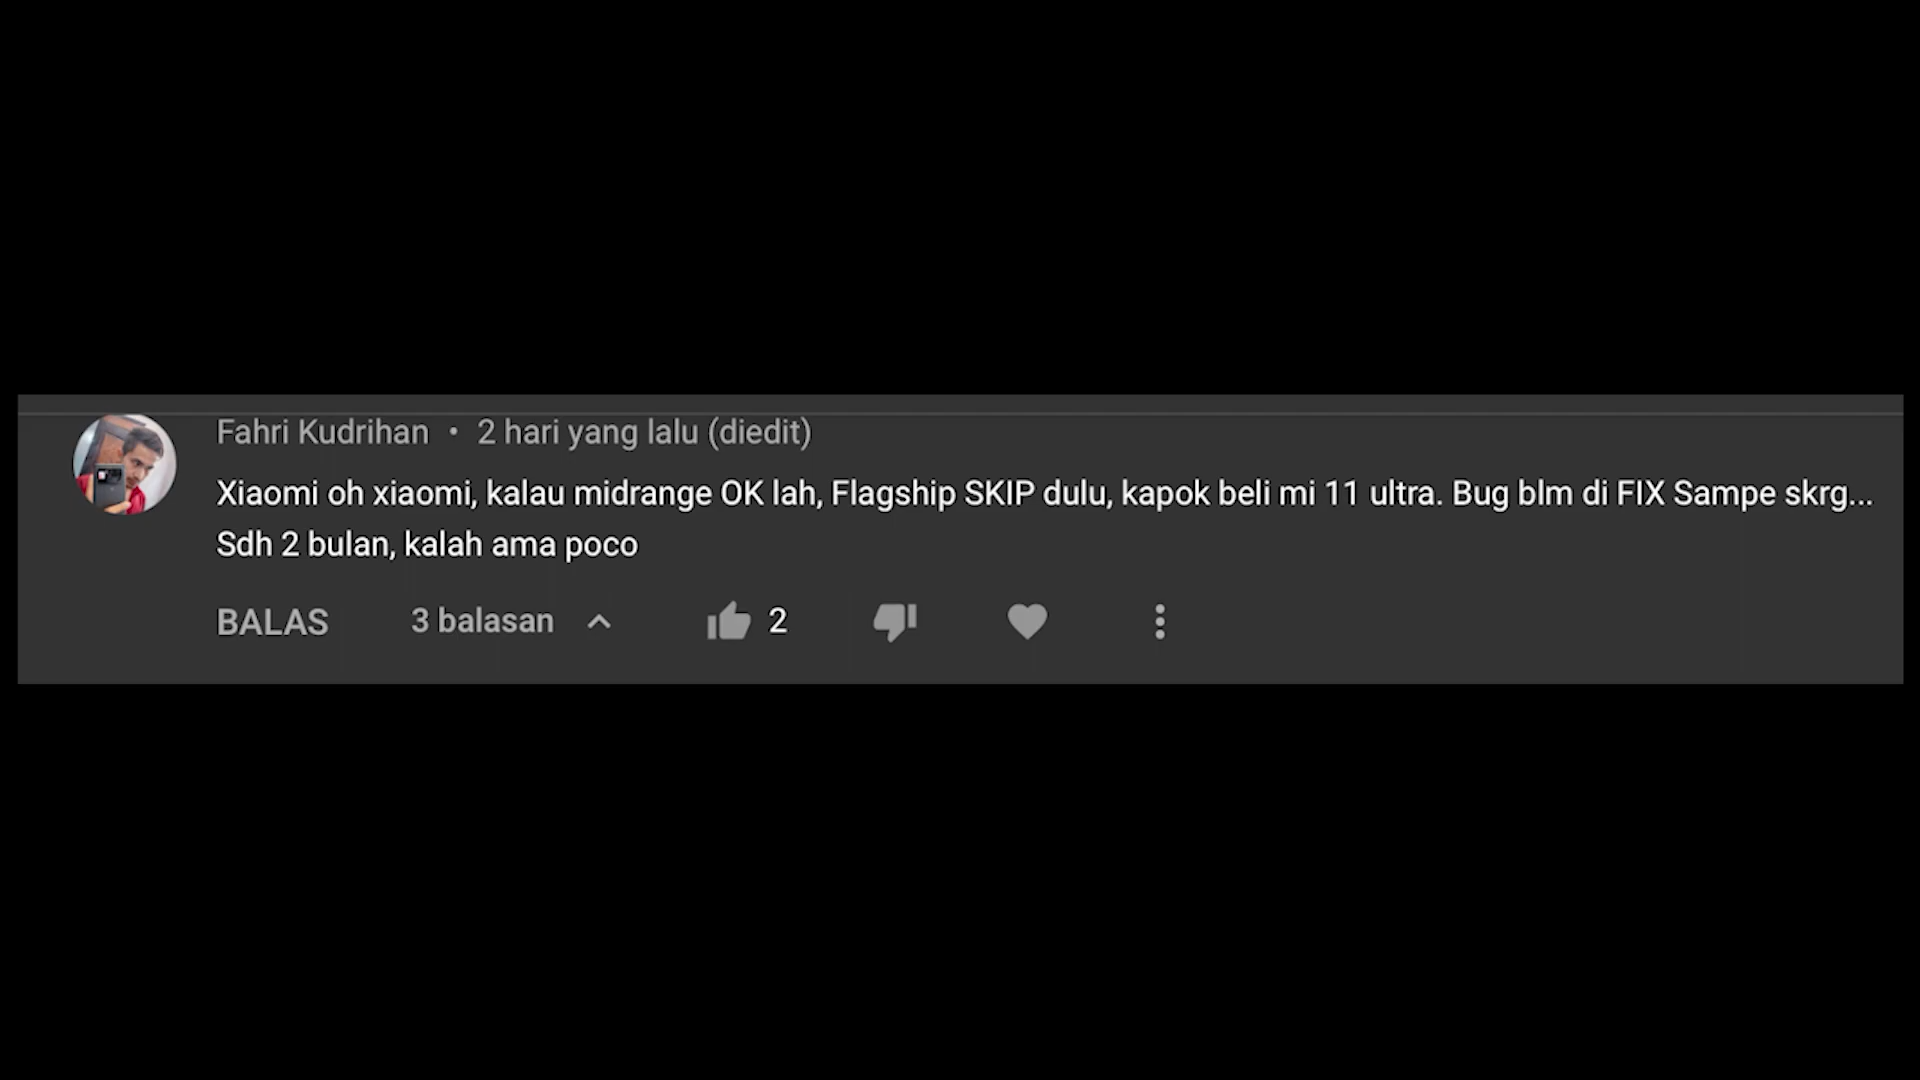 Fahri Kudrihan • 2 hari yang lalu (diedit)
Xiaomi oh xiaomi, kalau midrange OK lah, Flagship SKIP dulu, kapok beli mi 11 ultra. Bug blm di FIX Sampe skrg...
Sdh 2 bulan, kalah ama poco
BALAS 3 balasan 2